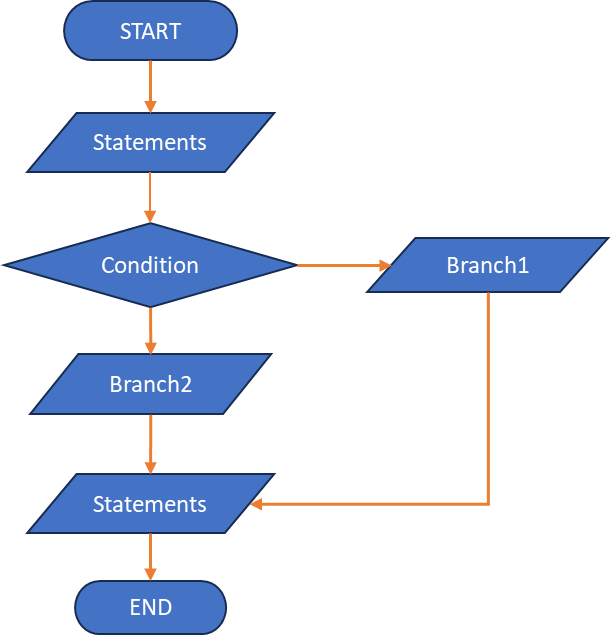 START
Statements
Condition
Branch1
Branch2
Statements
END